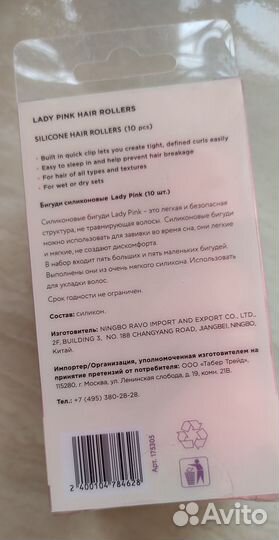 LADY PINK HAIR ROLLERS
SILICONE HAIR ROLLERS (10 pcs)
• Built in quick clip lets you create tight, defined curls easily
• Easy to sleep in and help prevent hair breakage
• For hair of all types and textures
• For wet or dry sets
Бигуди силиконовые Lady Pink (10 шт.)
Силиконовые бигуди Lady Pink – это легкая и безопасная
структура, не травмирующая волосы. Силиконовые бигуди
можно использовать для завивки во время сна, они легкие
и мягкие, не создают дискомфорта.
В набор входит пять больших и пять маленьких бигудей.
Выполнены они из очень мягкого силикона. Использовать
для укладки волос.
Срок годности не ограничен.
Состав: силикон.
Изготовитель: NINGBO RAVO IMPORT AND EXPORT CO., LTD.,
2F, BUILDING 3, NO. 188 CHANGYANG ROAD, JIANGBEI, NINGBO,
Китай.
Импортер/Организация, уполномоченная изготовителем на
принятие претензий от потребителя: ООО «Табер Трейд»,
115280, г. Москва, ул. Ленинская слобода, д. 19, комн. 21В.
Тел.: +7 (495) 380-28-28.
2 400104 784628
Арт. 175305
Avito